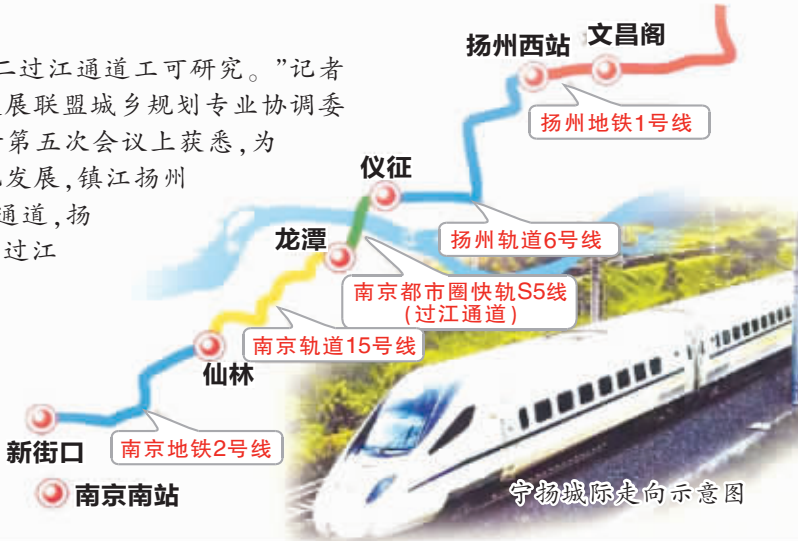 二过江通道工可研究。”记者
展联盟城乡规划专业协调委
第五次会议上获悉,为
发展,镇江扬州
通道,扬
过江
扬州西站
文昌阁
扬州地铁1号线
仪征
扬州轨道6号线
龙潭
南京都市圈快轨S5线
(过江通道)
南京轨道15号线
仙林
新街口
南京地铁2号线
南京南站
宁扬城际走向示意图